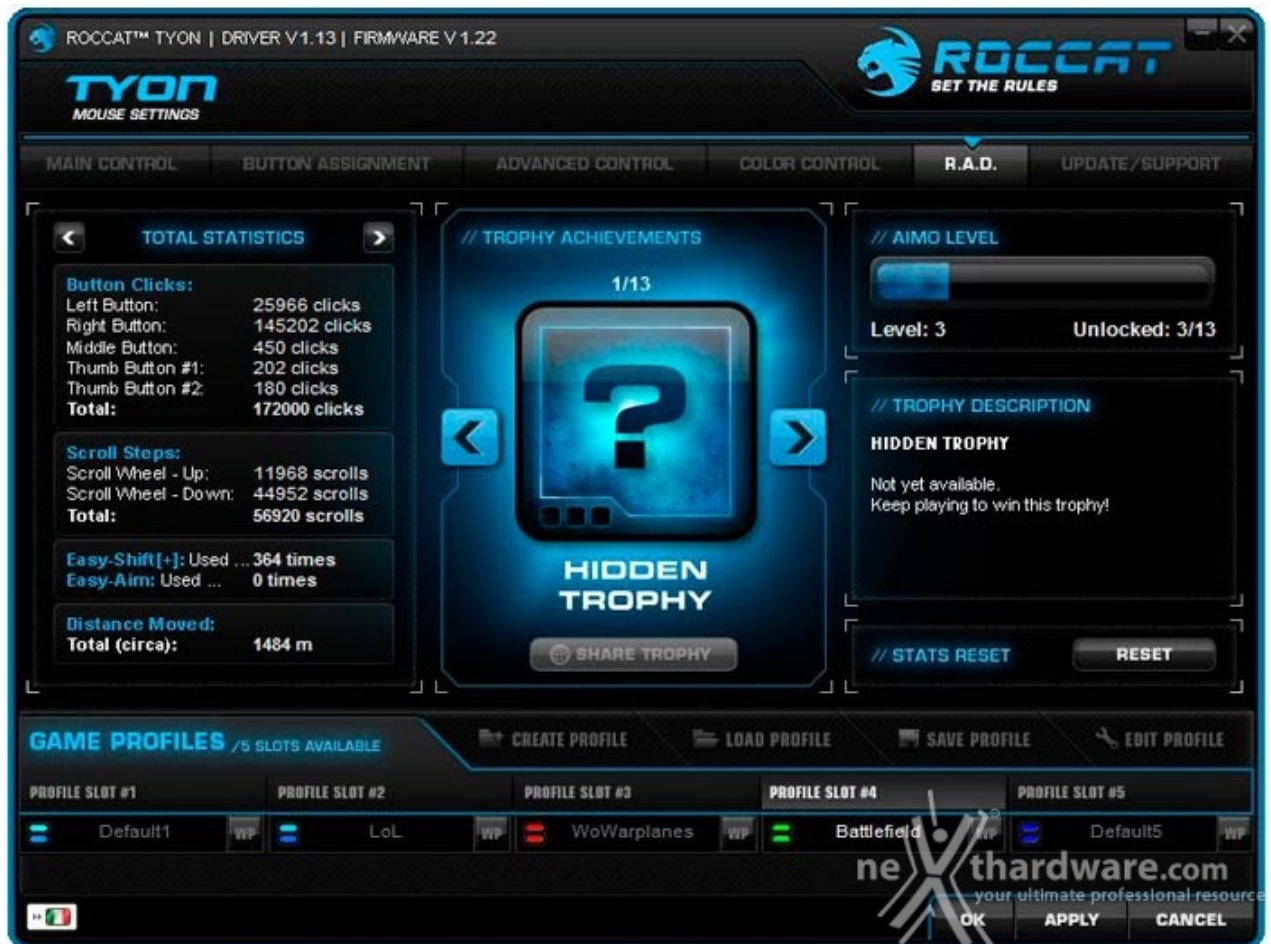 ROCCAT™ TYON | DRIVER V1.13 | FIRMWARE V 1.22
TYON
MOUSE SETTINGS
ROCCAT
SET THE RULES
MAIN CONTROL
BUTTON ASSIGNMENT
ADVANCED CONTROL
COLOR CONTROL
R.A.D.
UPDATE/SUPPORT
TOTAL STATISTICS
Button Clicks:
Left Button: 25966 clicks
Right Button: 145202 clicks
Middle Button: 450 clicks
Thumb Button #1: 202 clicks
Thumb Button #2: 180 clicks
Total: 172000 clicks
Scroll Steps:
Scroll Wheel - Up: 11968 scrolls
Scroll Wheel - Down: 44952 scrolls
Total: 56920 scrolls
Easy-Shift[+]: Used ... 364 times
Easy-Aim: Used ... 0 times
Distance Moved:
Total (circa): 1484 m
// TROPHY ACHIEVEMENTS
1/13
?
HIDDEN
TROPHY
SHARE TROPHY
// AIMO LEVEL
Level: 3 Unlocked: 3/13
// TROPHY DESCRIPTION
HIDDEN TROPHY
Not yet available.
Keep playing to win this trophy!
// STATS RESET
RESET
GAME PROFILES /5 SLOTS AVAILABLE
CREATE PROFILE
LOAD PROFILE
SAVE PROFILE
EDIT PROFILE
PROFILE SLOT #1
PROFILE SLOT #2
PROFILE SLOT #3
PROFILE SLOT #4
PROFILE SLOT #5
Default1 WP
LoL WP
WoWarplanes WP
Battlefield WP
Default5 WP
nexthardware.com
your ultimate professional resource
OK
APPLY
CANCEL